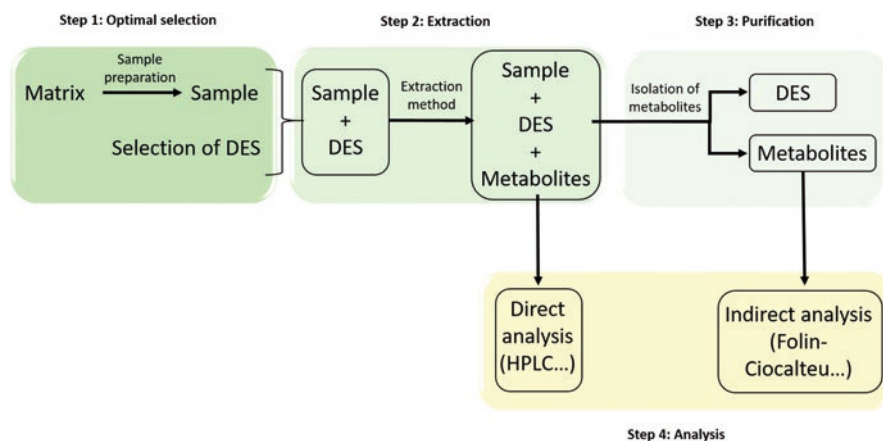 Step 1: Optimal selection
Step 2: Extraction
Step 3: Purification
Sample
preparation
Matrix
Sample
Selection of DES
Sample
+
DES
Extraction
method
Sample
+
DES
+
Metabolites
Isolation of
metabolites
DES
Metabolites
Direct
analysis
(HPLC...)
Indirect analysis
(Folin-
Ciocalteu...)
Step 4: Analysis